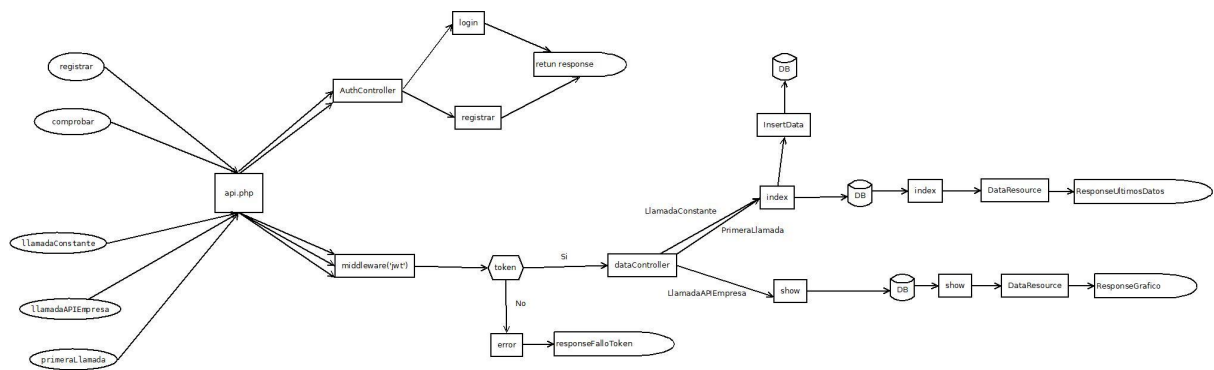 login
DB
registrar
retun response
AuthController
comprobar
registrar
InsertData
api.php
index
DB
index
DataResource
ResponseUltimosDatos
LlamadaConstante
PrimeraLlamada
llamadaConstante
middleware('jwt')
token
Si
dataController
LlamadaAPIEmpresa
show
DB
show
DataResource
ResponseGrafico
llamadaAPIEmpresa
No
error
responseFalloToken
primeraLlamada